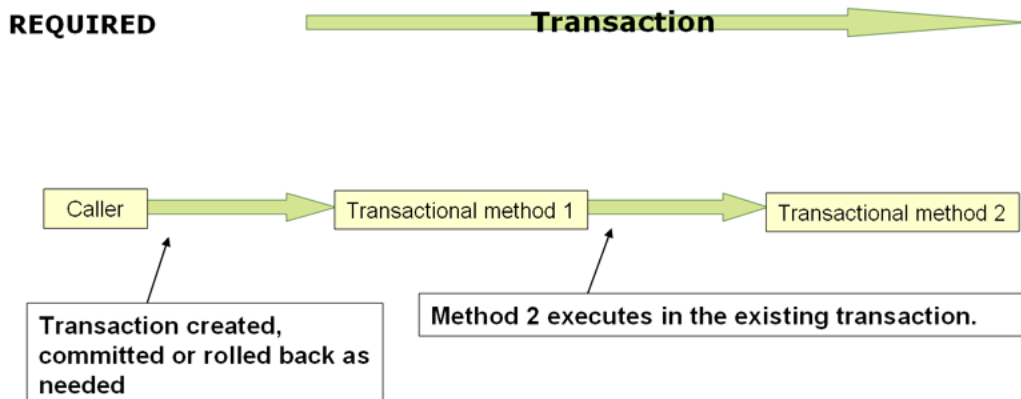 REQUIRED
Transaction
Caller
Transactional method 1
Transactional method 2
Transaction created,
committed or rolled back as
needed
Method 2 executes in the existing transaction.